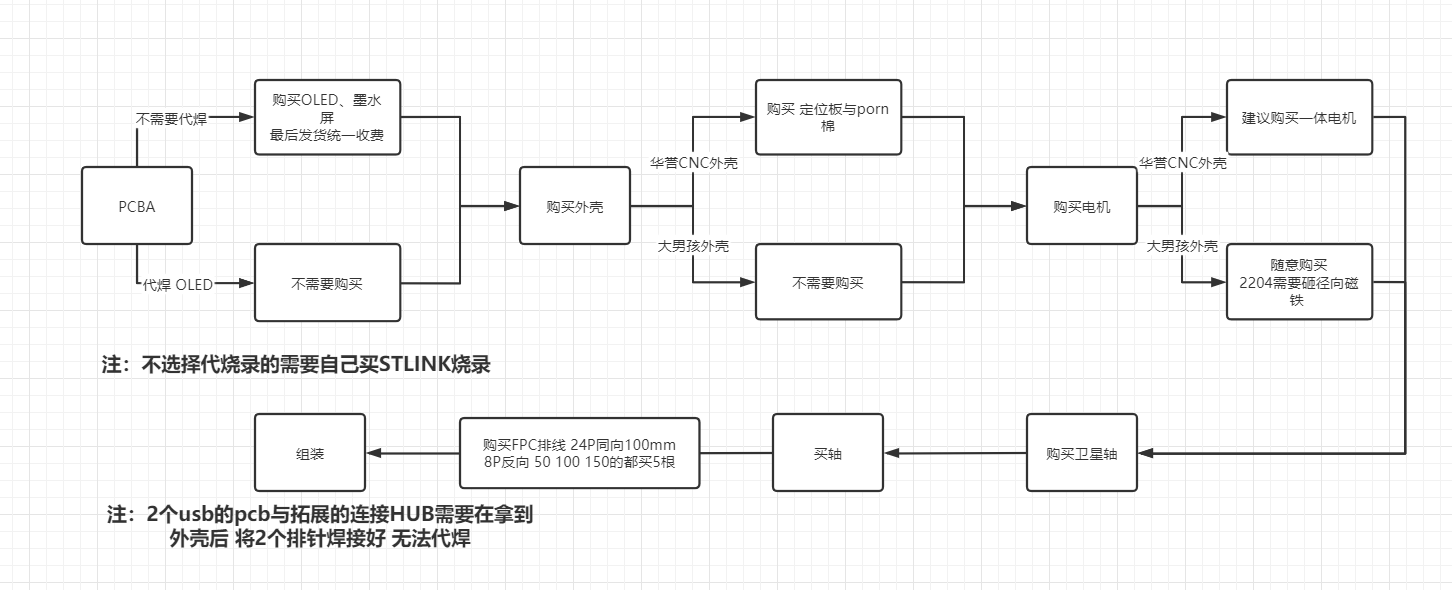 不需要代焊
购买OLED、墨水
屏
最后发货统一收费
PCBA
代焊 OLED
不需要购买
购买外壳
华誉CNC外壳
购买 定位板与porn
棉
大男孩外壳
不需要购买
购买电机
华誉CNC外壳
建议购买一体电机
大男孩外壳
随意购买
2204需要砸径向磁
铁
注：不选择代烧录的需要自己买STLINK烧录
组装
购买FPC排线 24P同向100mm
8P反向 50 100 150的都买5根
买轴
购买卫星轴
注：2个usb的pcb与拓展的连接HUB需要在拿到
外壳后 将2个排针焊接好 无法代焊